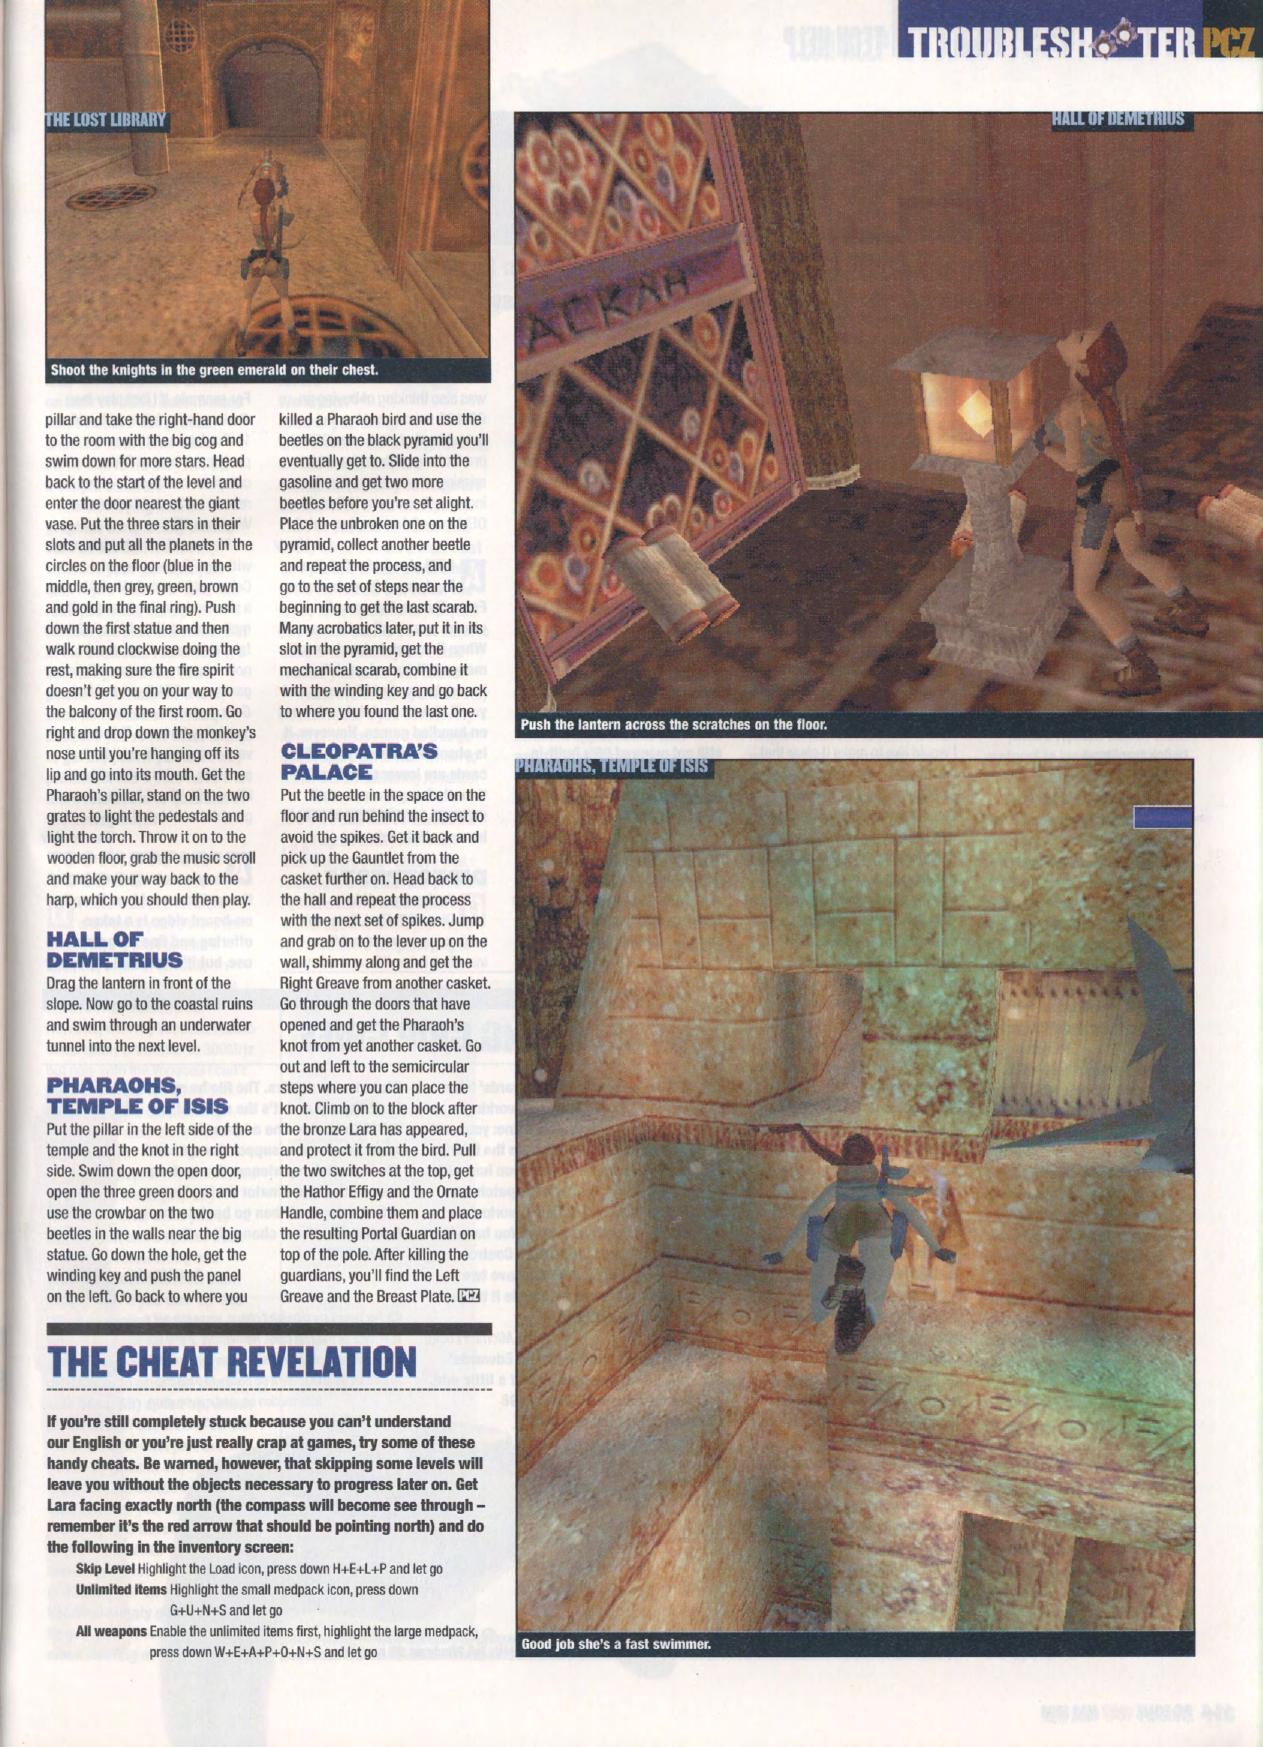 TROUBLESHOOTER PCZ
THE LOST LIBRARY
Shoot the knights in the green emerald on their chest.
HALL OF DEMETRIUS
ΑCΚΛΗ
Push the lantern across the scratches on the floor.
PHARAOHS, TEMPLE OF ISIS
Good job she's a fast swimmer.
pillar and take the right-hand door
to the room with the big cog and
swim down for more stars. Head
back to the start of the level and
enter the door nearest the giant
vase. Put the three stars in their
slots and put all the planets in the
circles on the floor (blue in the
middle, then grey, green, brown
and gold in the final ring). Push
down the first statue and then
walk round clockwise doing the
rest, making sure the fire spirit
doesn't get you on your way to
the balcony of the first room. Go
right and drop down the monkey's
nose until you're hanging off its
lip and go into its mouth. Get the
Pharaoh's pillar, stand on the two
grates to light the pedestals and
light the torch. Throw it on to the
wooden floor, grab the music scroll
and make your way back to the
harp, which you should then play.
HALL OF
DEMETRIUS
Drag the lantern in front of the
slope. Now go to the coastal ruins
and swim through an underwater
tunnel into the next level.
PHARAOHS,
TEMPLE OF ISIS
Put the pillar in the left side of the
temple and the knot in the right
side. Swim down the open door,
open the three green doors and
use the crowbar on the two
beetles in the walls near the big
statue. Go down the hole, get the
winding key and push the panel
on the left. Go back to where you
killed a Pharaoh bird and use the
beetles on the black pyramid you'll
eventually get to. Slide into the
gasoline and get two more
beetles before you're set alight.
Place the unbroken one on the
pyramid, collect another beetle
and repeat the process, and
go to the set of steps near the
beginning to get the last scarab.
Many acrobatics later, put it in its
slot in the pyramid, get the
mechanical scarab, combine it
with the winding key and go back
to where you found the last one.
CLEOPATRA'S
PALACE
Put the beetle in the space on the
floor and run behind the insect to
avoid the spikes. Get it back and
pick up the Gauntlet from the
casket further on. Head back to
the hall and repeat the process
with the next set of spikes. Jump
and grab on to the lever up on the
wall, shimmy along and get the
Right Greave from another casket.
Go through the doors that have
opened and get the Pharaoh's
knot from yet another casket. Go
out and left to the semicircular
steps where you can place the
knot. Climb on to the block after
the bronze Lara has appeared,
and protect it from the bird. Pull
the two switches at the top, get
the Hathor Effigy and the Ornate
Handle, combine them and place
the resulting Portal Guardian on
top of the pole. After killing the
guardians, you'll find the Left
Greave and the Breast Plate. PCZ
THE CHEAT REVELATION
If you're still completely stuck because you can't understand
our English or you're just really crap at games, try some of these
handy cheats. Be warned, however, that skipping some levels will
leave you without the objects necessary to progress later on. Get
Lara facing exactly north (the compass will become see through –
remember it's the red arrow that should be pointing north) and do
the following in the inventory screen:
Skip Level Highlight the Load icon, press down H+E+L+P and let go
Unlimited items Highlight the small medpack icon, press down
G+U+N+S and let go
All weapons Enable the unlimited items first, highlight the large medpack,
press down W+E+A+P+O+N+S and let go